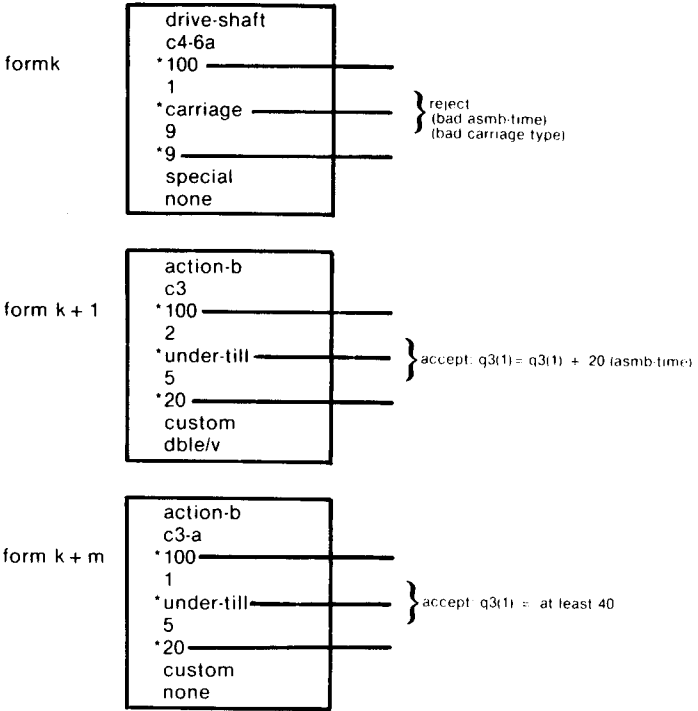 drive-shaft
c4-6a
formk
*100
1
*carriage
9
*9
special
none
reject
(bad asmb-time)
(bad carriage type)
action-b
c3
form k + 1
*100
2
*under-till
5
*20
custom
dble/v
accept: q3(1) = q3(1) + 20 (asmb-time)
action-b
c3-a
form k + m
*100
1
*under-till
5
*20
custom
none
accept: q3(1) = at least 40